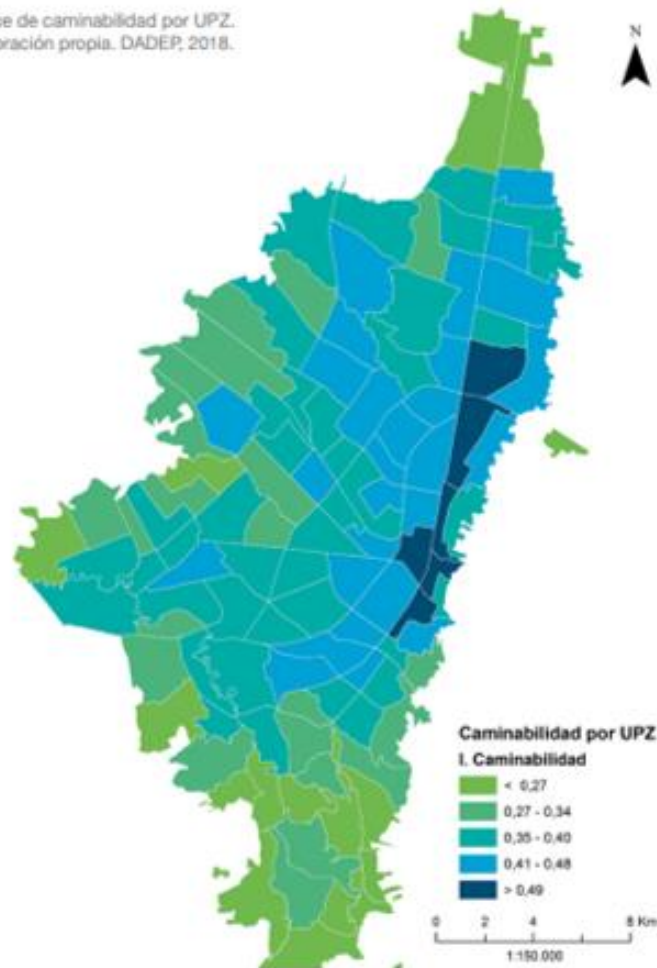 de caminabilidad por UPZ.
propia. DADEP, 2018.
N
Caminabilidad por UPZ
I. Caminabilidad
< 0,27
0,27 - 0,34
0,35 - 0,40
0,41 - 0,48
> 0,49
0 2 4 8 Km
1:150.000